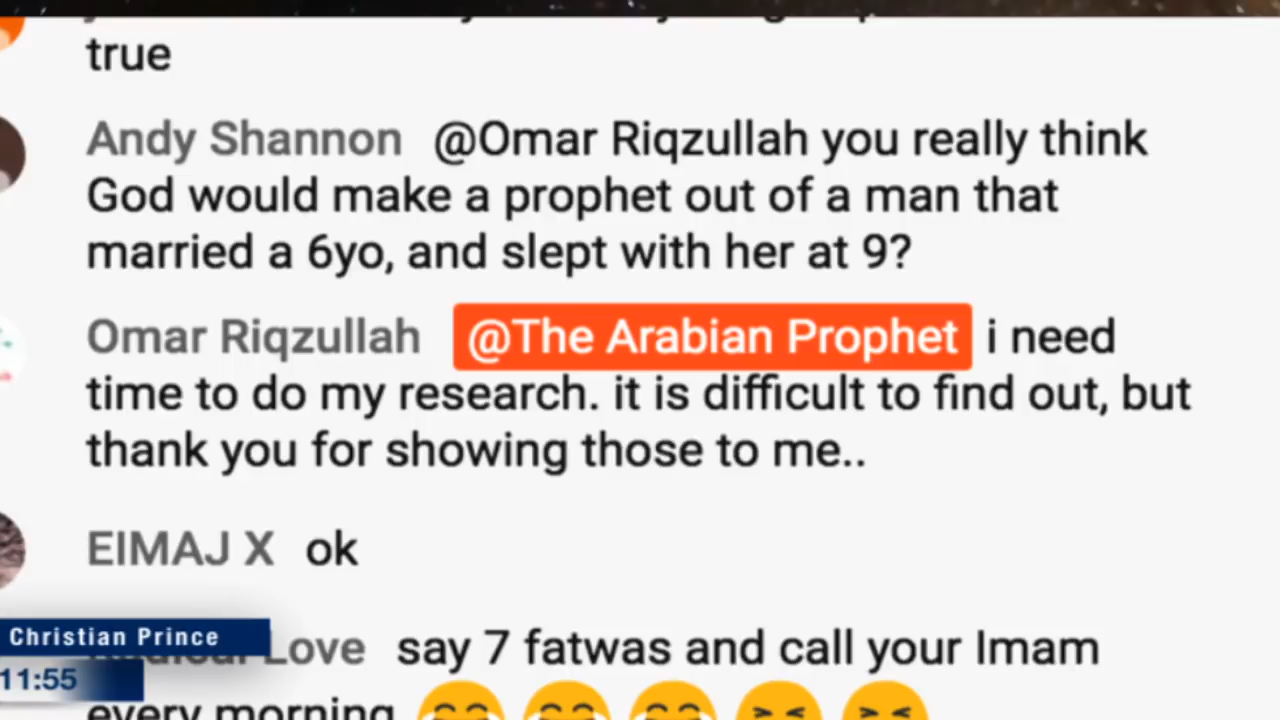 true
Andy Shannon @Omar Riqzullah you really think
God would make a prophet out of a man that
married a 6yo, and slept with her at 9?
Omar Riqzullah @The Arabian Prophet i need
time to do my research. it is difficult to find out, but
thank you for showing those to me..
EIMAJ X ok
Christian Prince
Love say 7 fatwas and call your Imam
11:55
every morning